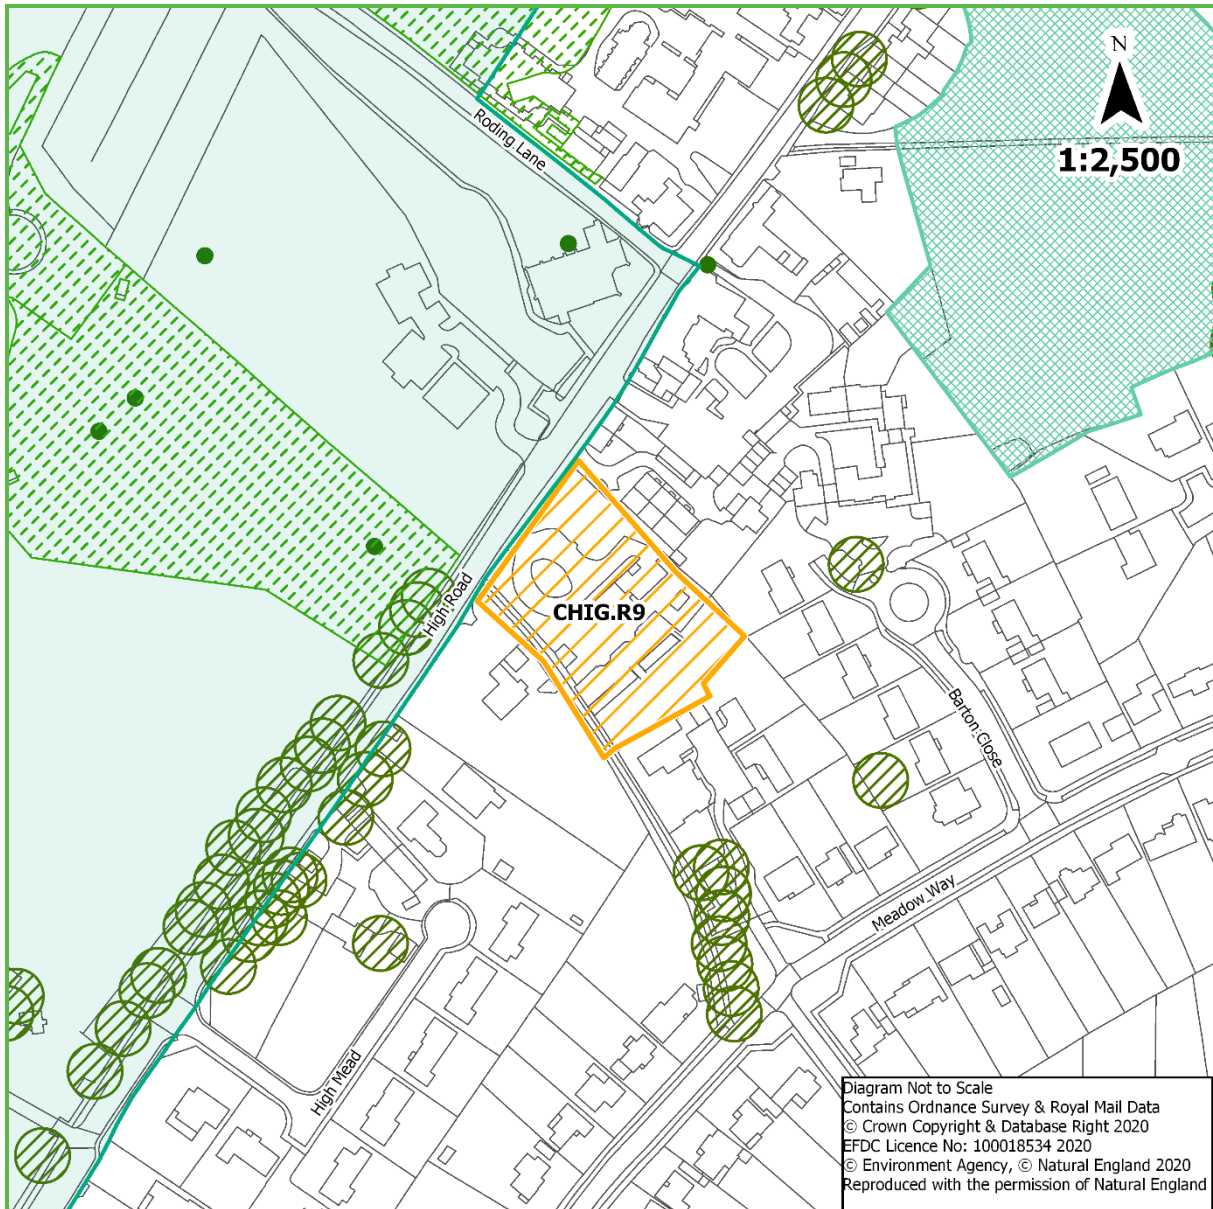 N
1:2,500
Roding Lane
High Road
CHIG.R9
Barton Close
Meadow Way
High Mead
Diagram Not to Scale
Contains Ordnance Survey & Royal Mail Data
© Crown Copyright & Database Right 2020
EFDC Licence No: 100018534 2020
© Environment Agency, © Natural England 2020
Reproduced with the permission of Natural England